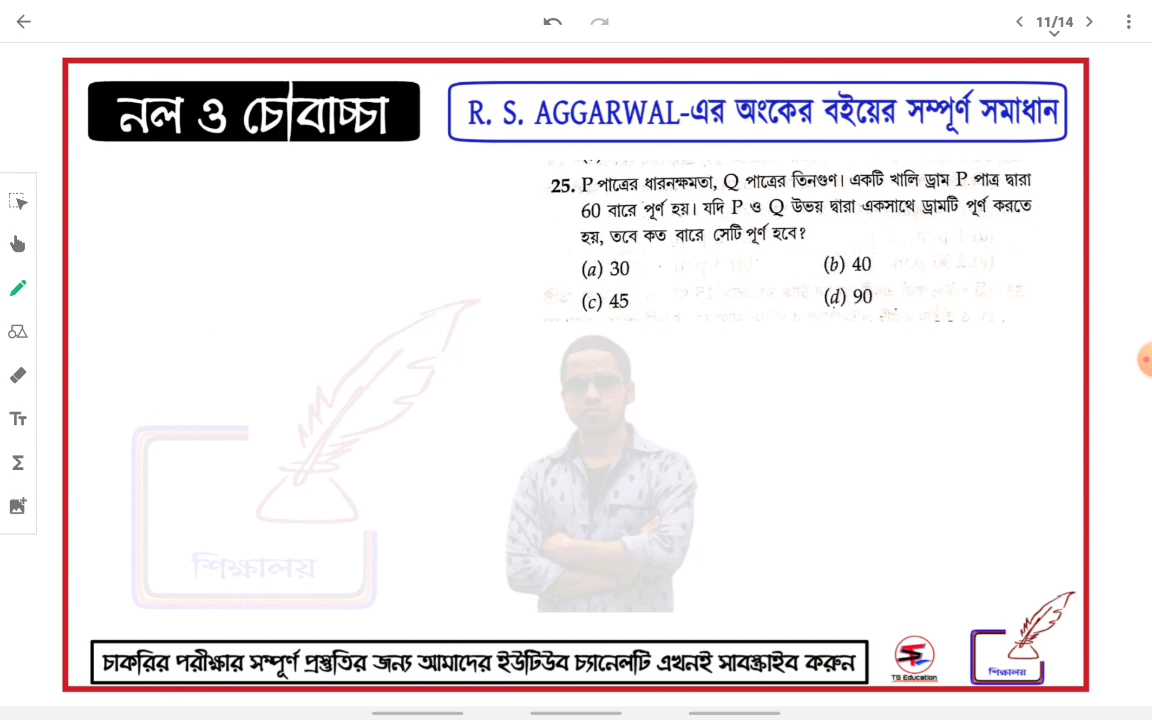 11/14
নল ও চৌবাচ্চা
R. S. AGGARWAL-এর অংকের বইয়ের সম্পূর্ণ সমাধান
25. P পাত্রের ধারনক্ষমতা, Q পাত্রের তিনগুণ। একটি খালি ড্রাম P পাত্র দ্বারা
60 বারে পূর্ণ হয়। যদি P ও Q উভয় দ্বারা একসাথে ড্রামটি পূর্ণ করতে
হয়, তবে কত বারে সেটি পূর্ণ হবে?
(a) 30 (b) 40
(c) 45 (d) 90
শিক্ষালয়
চাকরির পরীক্ষার সম্পূর্ণ প্রস্তুতির জন্য আমাদের ইউটিউব চ্যানেলটি এখনই সাবস্ক্রাইব করুন
TS Education
শিক্ষালয়